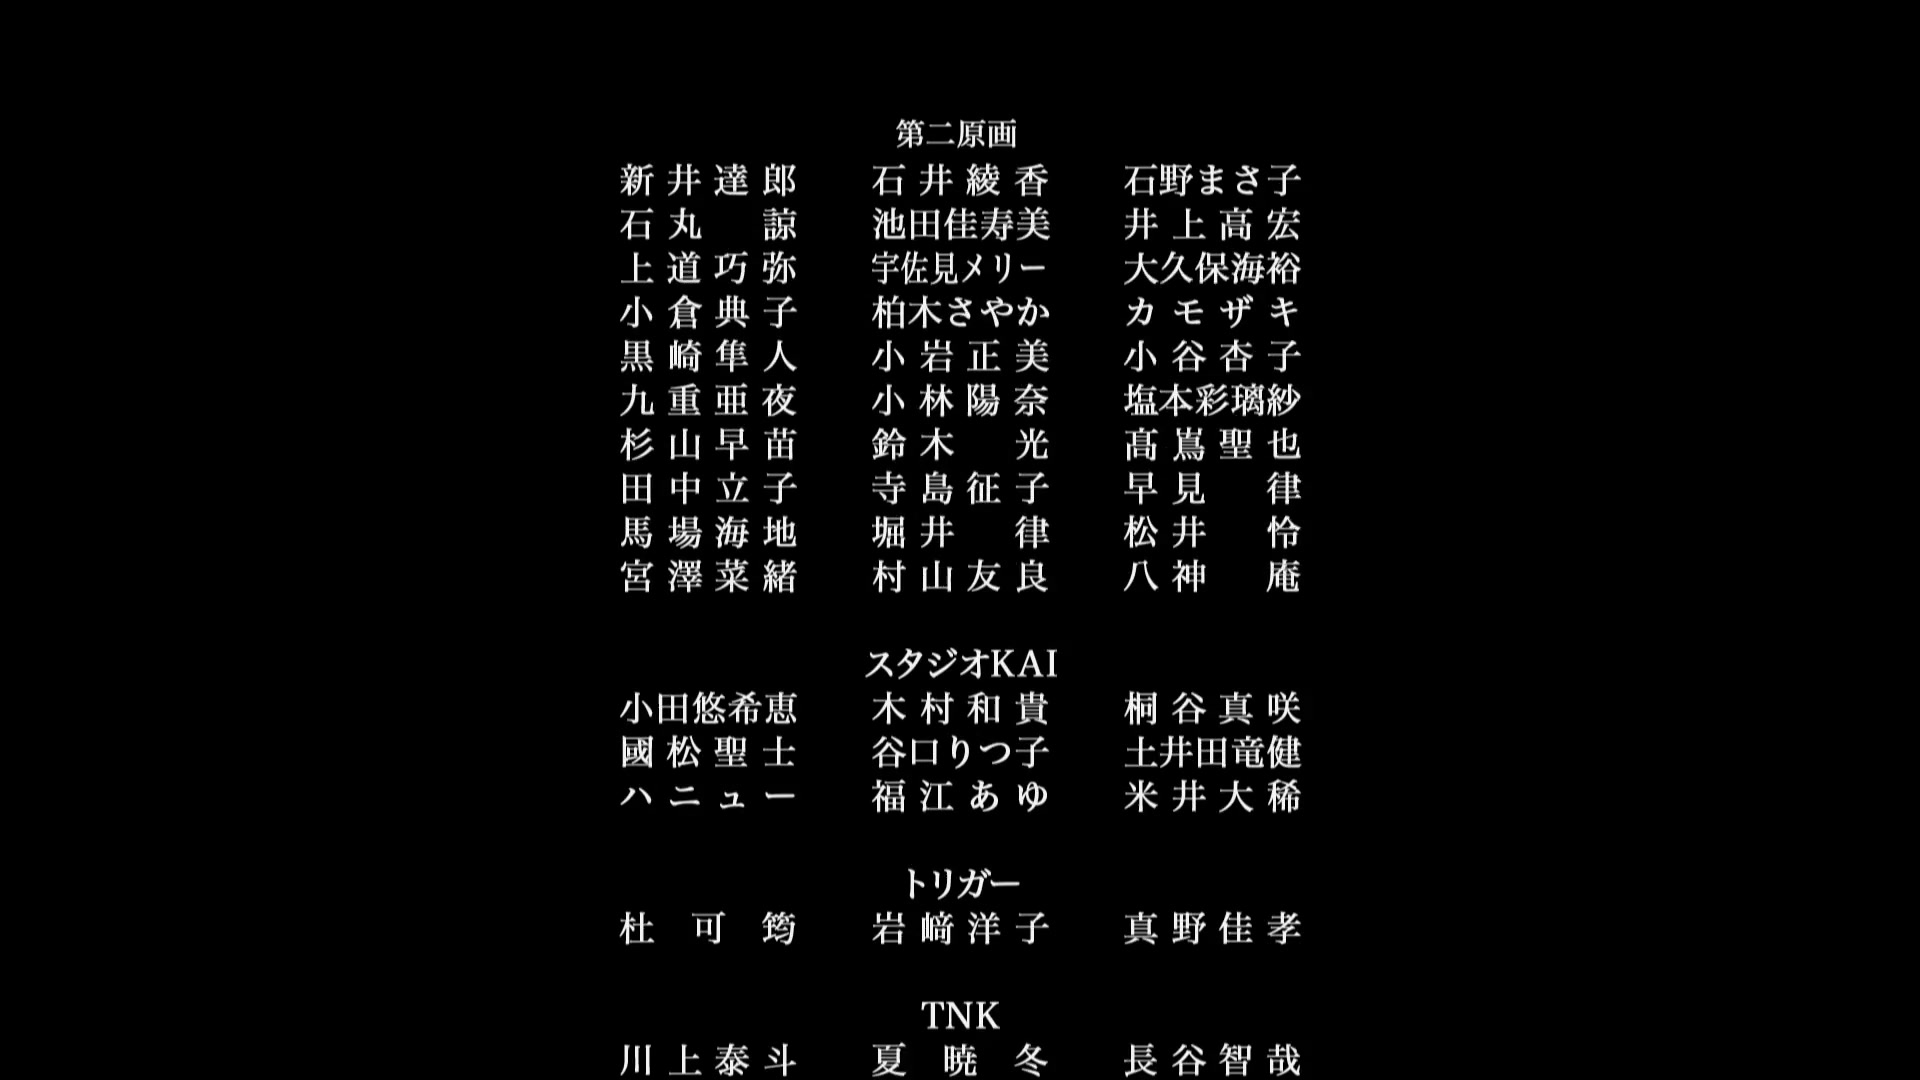 第二原画
新井達郎 石井綾香 石野まさ子
石丸 諒 池田佳寿美 井上高宏
上道巧弥 宇佐見メリー 大久保海裕
小倉典子 柏木さやか カモザキ
黒崎隼人 小岩正美 小谷杏子
九重亜夜 小林陽奈 塩本彩璃紗
杉山早苗 鈴木 光 髙嶌聖也
田中立子 寺島征子 早見 律
馬場海地 堀井 律 松井 怜
宮澤菜緒 村山友良 八神 庵
スタジオKAI
小田悠希恵 木村和貴 桐谷真咲
國松聖士 谷口りつ子 土井田竜健
ハニュー 福江あゆ 米井大稀
トリガー
杜可筠 岩﨑洋子 真野佳孝
TNK
川上泰斗 夏暁冬 長谷智哉